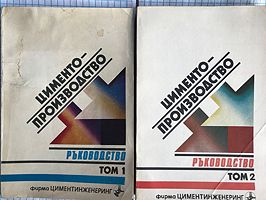 ЦИМЕНТО-
ПРОИЗВОДСТВО
РЪКОВОДСТВО
ТОМ 1
фирма ЦИМЕНТИНЖЕНЕРИНГ
ЦИМЕНТО-
ПРОИЗВОДСТВО
РЪКОВОДСТВО
ТОМ 2
фирма ЦИМЕНТИНЖЕНЕРИНГ